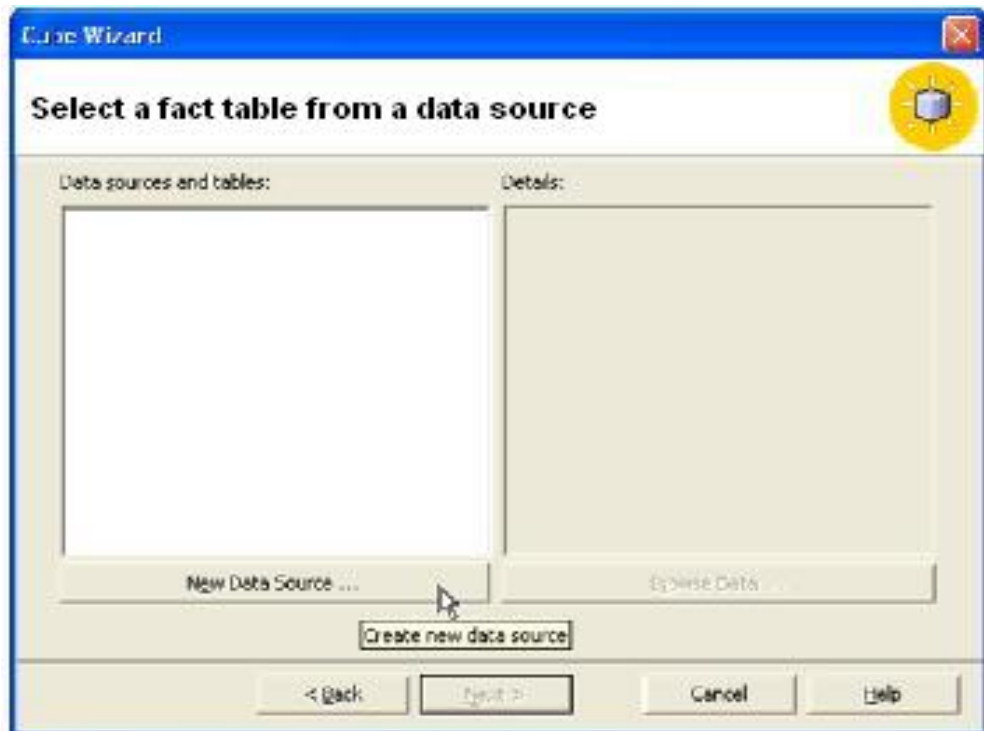 Cube Wizard
Select a fact table from a data source
Data sources and tables:
Details:
New Data Source ...
Browse Data ...
Create new data source
< Back
Next >
Cancel
Help